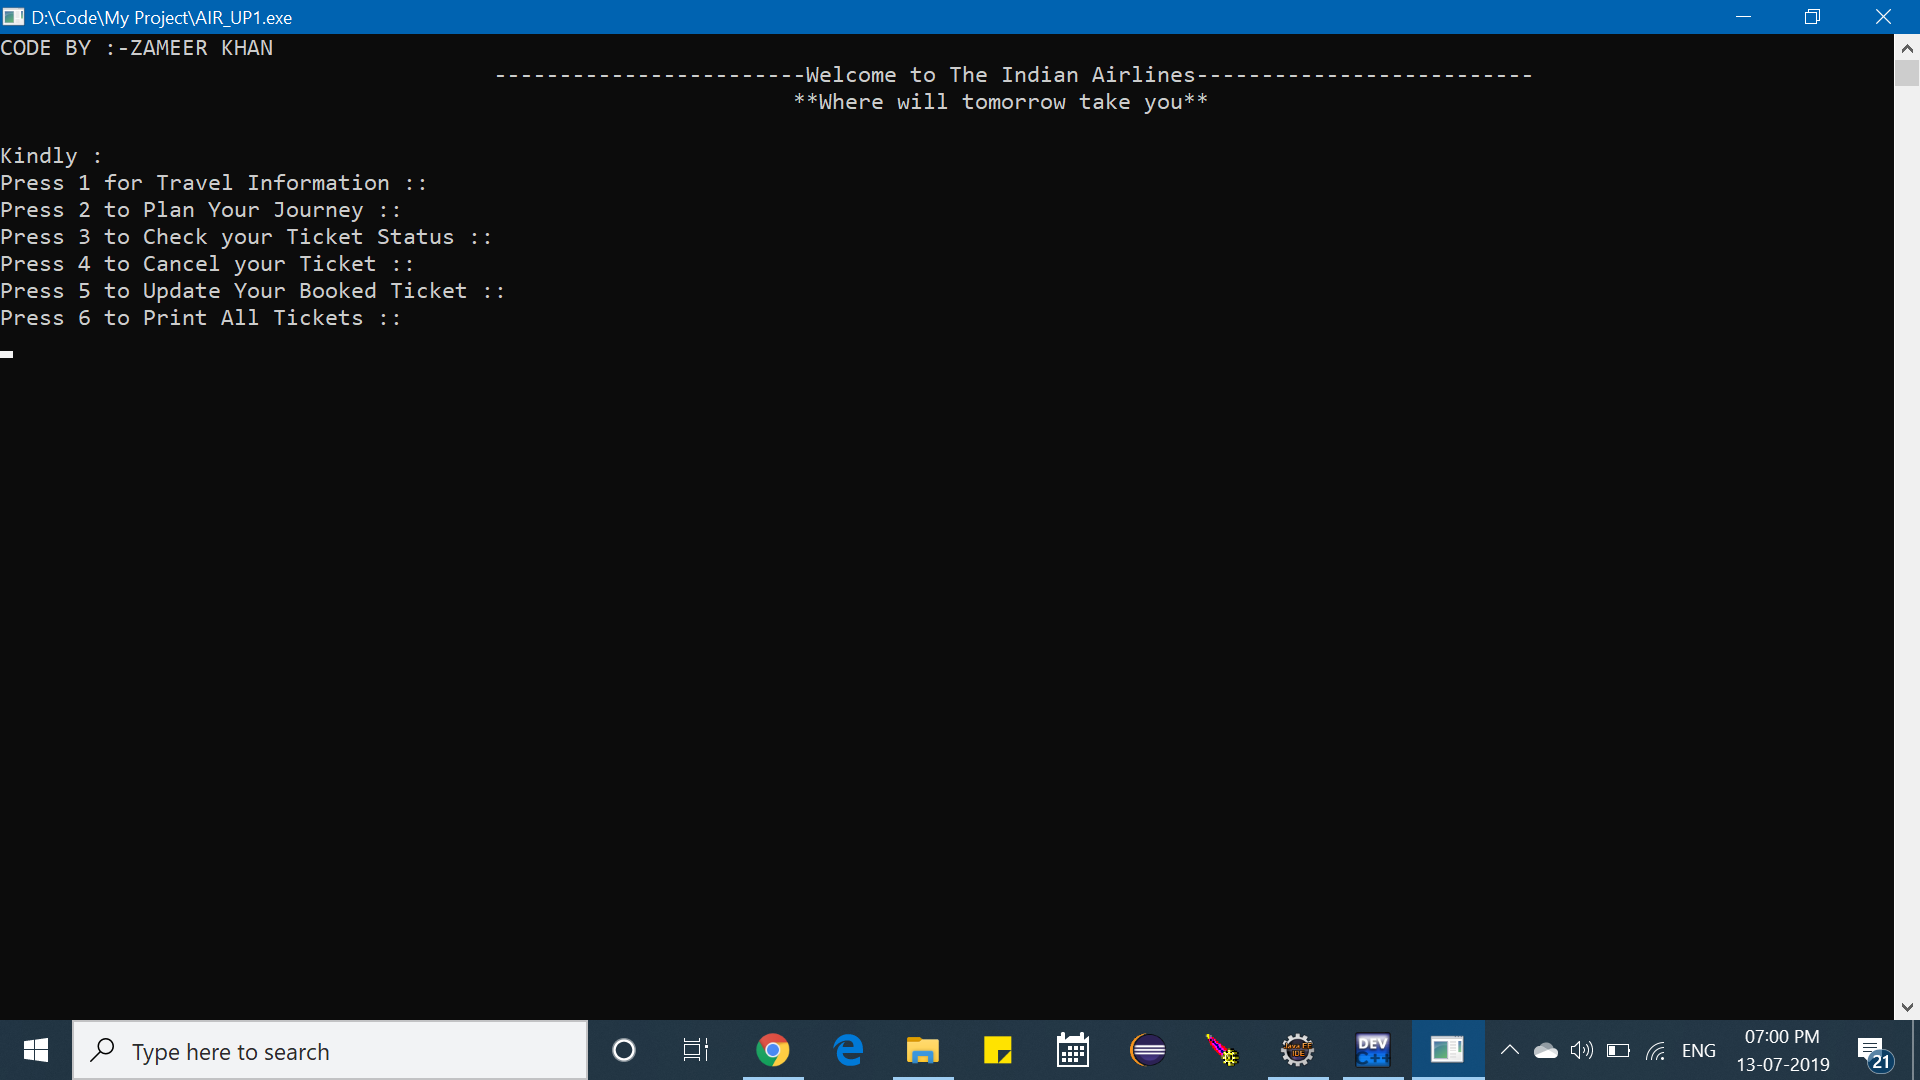 D:\Code\My Project\AIR_UP1.exe
CODE BY :-ZAMEER KHAN
------------------------Welcome to The Indian Airlines--------------------------
**Where will tomorrow take you**
Kindly :
Press 1 for Travel Information ::
Press 2 to Plan Your Journey ::
Press 3 to Check your Ticket Status ::
Press 4 to Cancel your Ticket ::
Press 5 to Update Your Booked Ticket ::
Press 6 to Print All Tickets ::
Type here to search
Java EE
IDE
DEV
C++
ENG
07:00 PM
13-07-2019
21